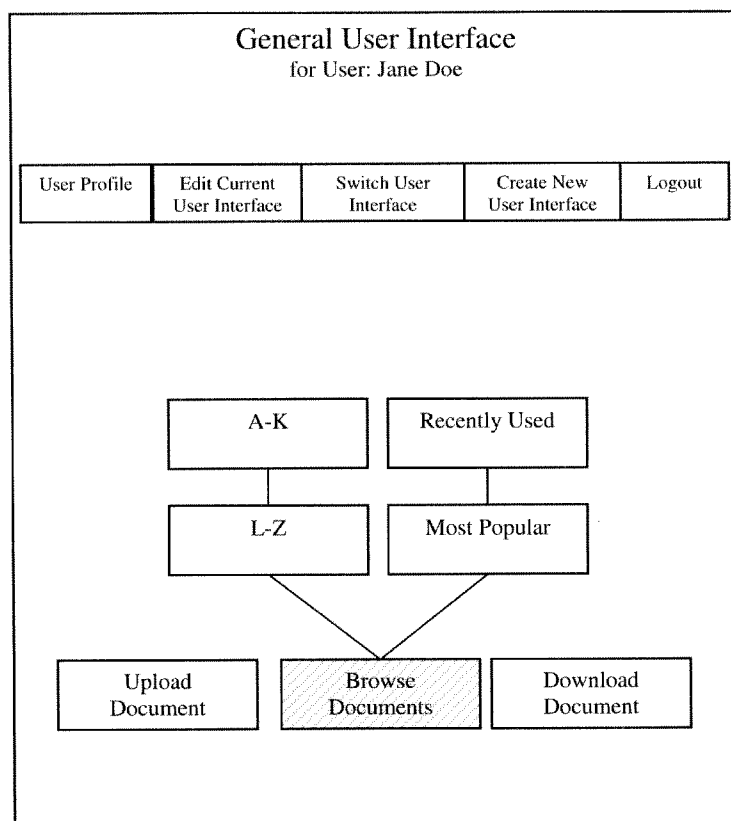 General User Interface
for User: Jane Doe
User Profile
Edit Current
User Interface
Switch User
Interface
Create New
User Interface
Logout
A-K
Recently Used
L-Z
Most Popular
Upload
Document
Browse
Documents
Download
Document